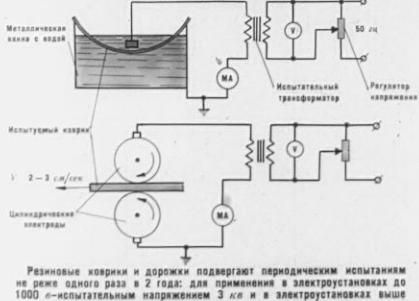 Металлическая
ванна с водой
V
50 гц
МА
Испытательный
трансформатор
Регулятор
напряжения
Испытуемый коврик
V 2 – 3 см/сек
V
Цилиндрические
электроды
МА
Резиновые коврики и дорожки подвергают периодическим испытаниям
не реже одного раза в 2 года: для применения в электроустановках до
1000 в–испытательным напряжением 3 кв и в электроустановках выше